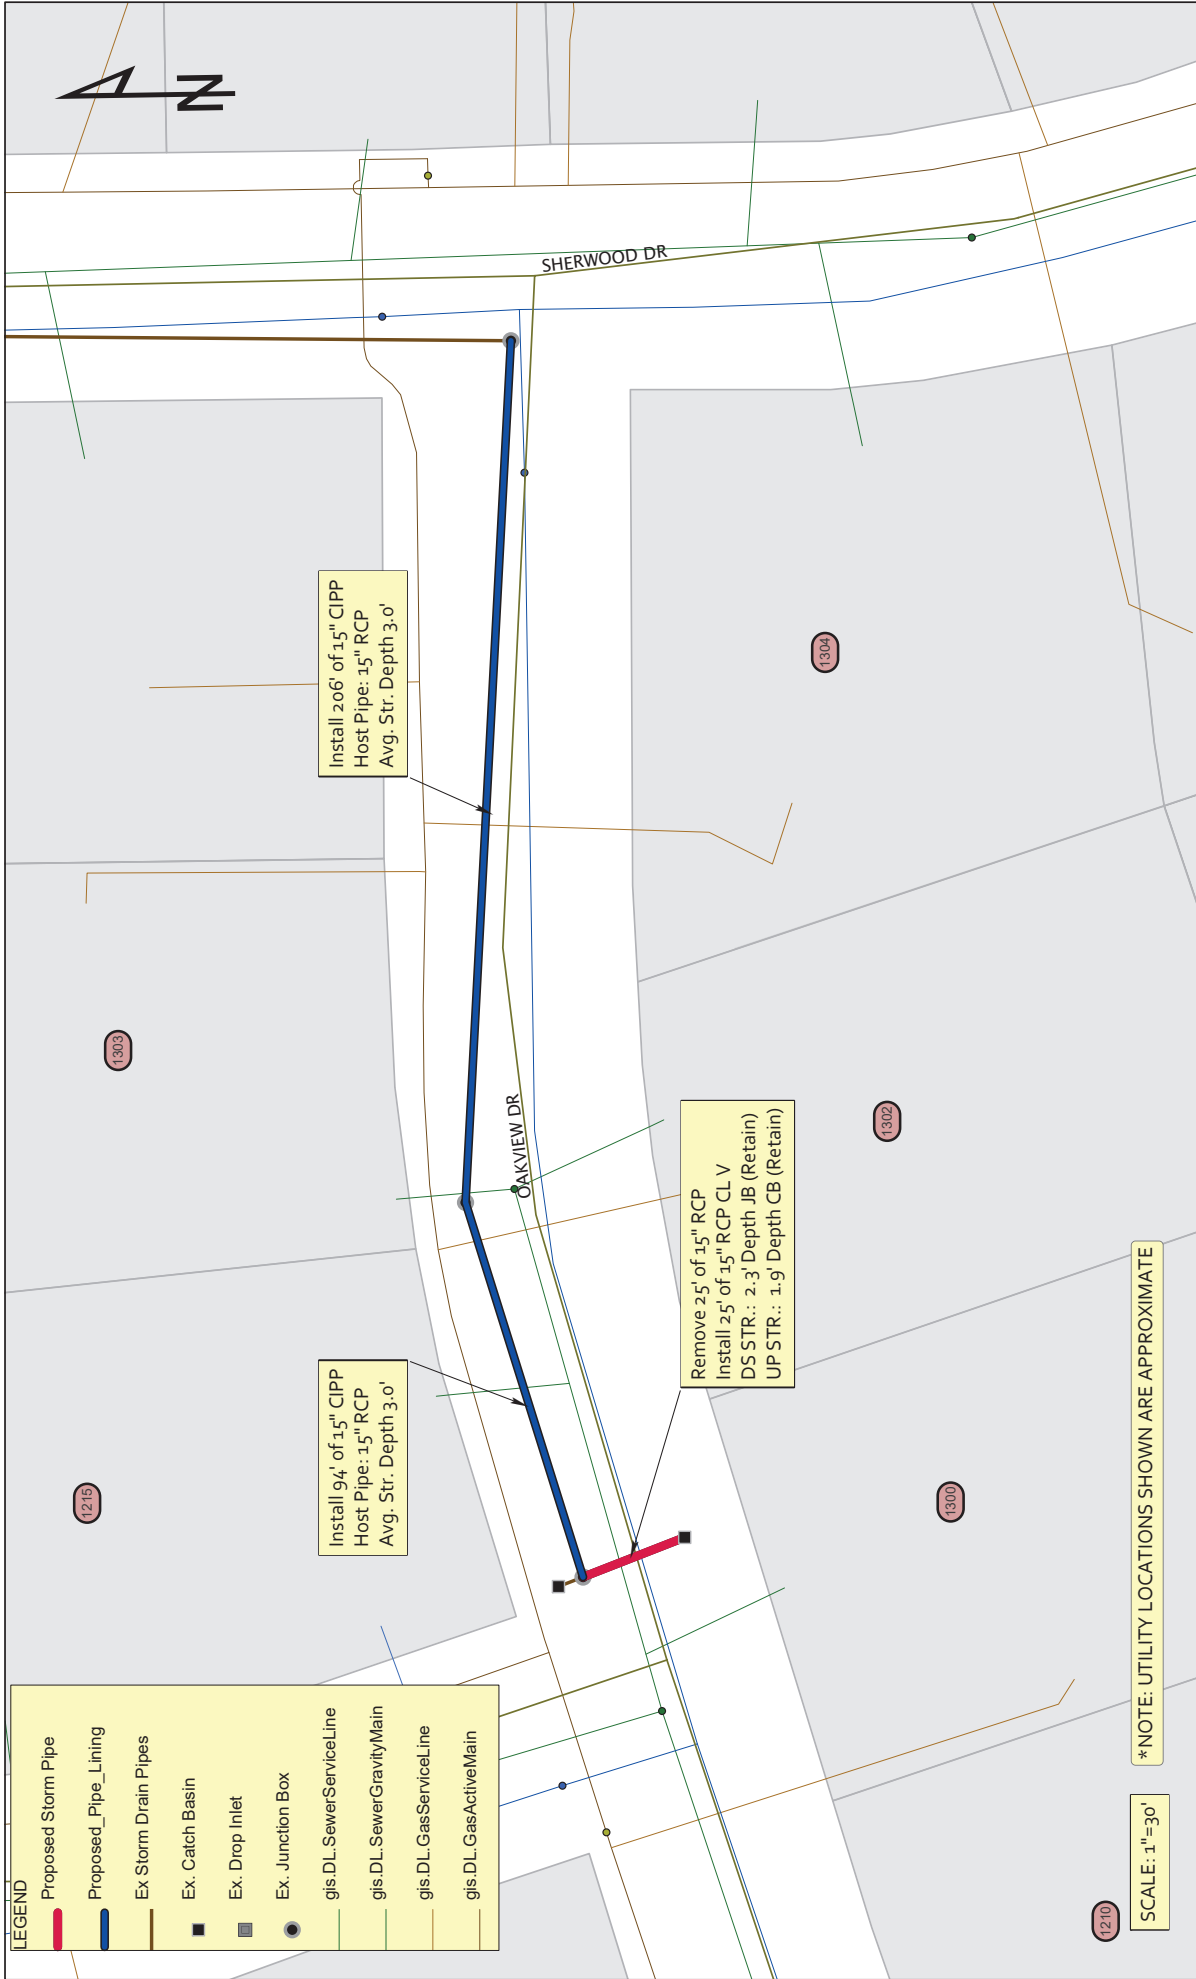 N
SHERWOOD DR
Install 206' of 15" CIPP
Host Pipe: 15" RCP
Avg. Str. Depth 3.0'
1304
1303
OAKVIEW DR
1302
Remove 25' of 15" RCP
Install 25' of 15" RCP CL V
DS STR.: 2.3' Depth JB (Retain)
UP STR.: 1.9' Depth CB (Retain)
Install 94' of 15" CIPP
Host Pipe: 15" RCP
Avg. Str. Depth 3.0'
1215
1300
*NOTE: UTILITY LOCATIONS SHOWN ARE APPROXIMATE
LEGEND
Proposed Storm Pipe
Proposed_Pipe_Lining
Ex Storm Drain Pipes
Ex. Catch Basin
Ex. Drop Inlet
Ex. Junction Box
gis.DL.SewerServiceLine
gis.DL.SewerGravityMain
gis.DL.GasServiceLine
gis.DL.GasActiveMain
1210
SCALE: 1"=30'